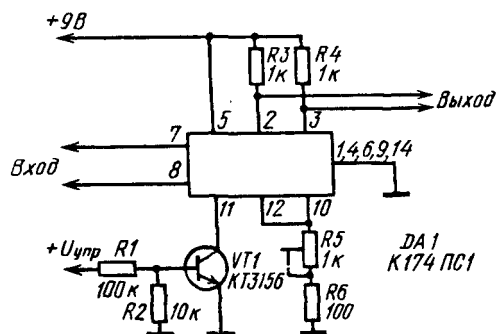 +9В
R3
1к
R4
1к
Выход
5
2
3
7
8
Вход
1,4,6,9,14
11
12
10
+Uупр
R1
100к
R2
10к
VT1
КТ315б
R5
1к
R6
100
DA1
К174 ПС1